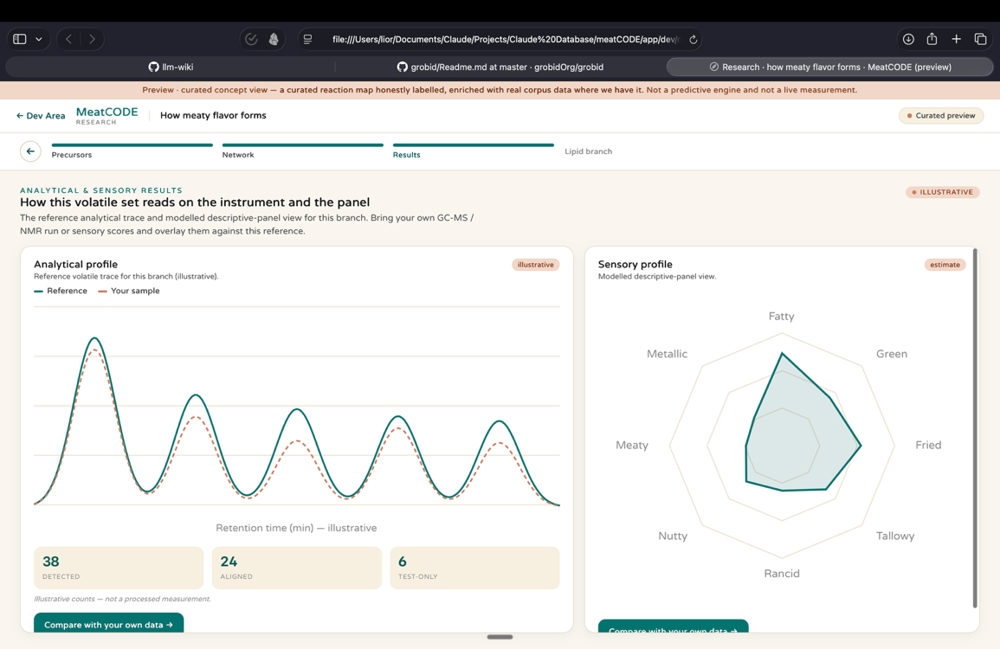 file:///Users/lior/Documents/Claude/Projects/Claude%20Database/meatCODE/app/dev/
llm-wiki
grobid/Readme.md at master · grobidOrg/grobid
Research · how meaty flavor forms · MeatCODE (preview)
Preview · curated concept view — a curated reaction map honestly labelled, enriched with real corpus data where we have it. Not a predictive engine and not a live measurement.
← Dev Area
MeatCODE
RESEARCH
How meaty flavor forms
Curated preview
Precursors
Network
Results
Lipid branch
ANALYTICAL & SENSORY RESULTS
How this volatile set reads on the instrument and the panel
ILLUSTRATIVE
The reference analytical trace and modelled descriptive-panel view for this branch. Bring your own GC-MS /
NMR run or sensory scores and overlay them against this reference.
Analytical profile
illustrative
Reference volatile trace for this branch (illustrative).
Reference
Your sample
Retention time (min) — illustrative
38
DETECTED
24
ALIGNED
6
TEST-ONLY
Illustrative counts — not a processed measurement.
Compare with your own data →
Sensory profile
estimate
Modelled descriptive-panel view.
Fatty
Metallic
Green
Meaty
Fried
Nutty
Tallowy
Rancid
Compare with your own data →